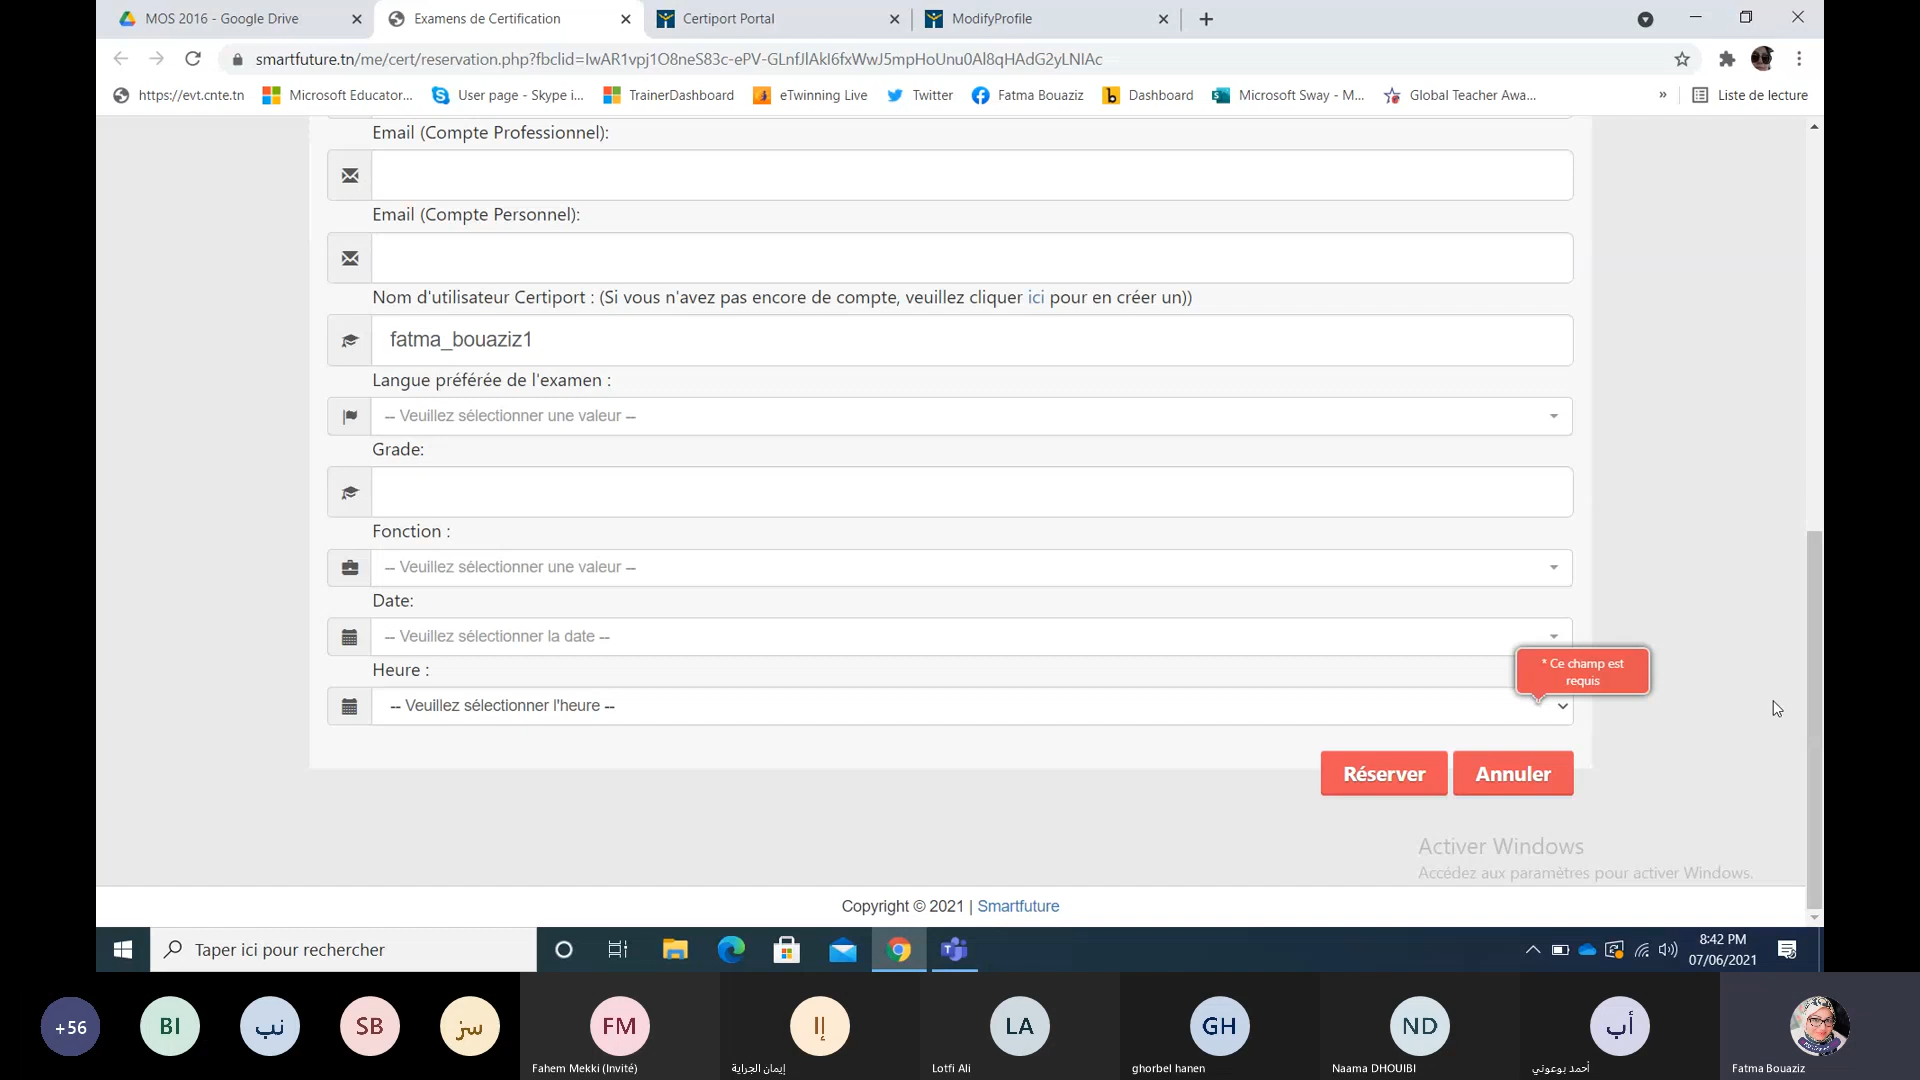 MOS 2016 - Google Drive
Examens de Certification
Certiport Portal
ModifyProfile
smartfuture.tn/me/cert/reservation.php?fbclid=IwAR1vpj1O8neS83c-ePV-GLnfJlAkI6fxWwJ5mpHoUnu0Al8qHAdG2yLNIAc
https://evt.cnte.tn
Microsoft Educator...
User page - Skype i...
TrainerDashboard
eTwinning Live
Twitter
Fatma Bouaziz
Dashboard
Microsoft Sway - M...
Global Teacher Awa...
»
Liste de lecture
Email (Compte Professionnel):
Email (Compte Personnel):
Nom d'utilisateur Certiport : (Si vous n'avez pas encore de compte, veuillez cliquer ici pour en créer un))
fatma_bouaziz1
Langue préférée de l'examen :
-- Veuillez sélectionner une valeur --
Grade:
Fonction :
-- Veuillez sélectionner une valeur --
Date:
-- Veuillez sélectionner la date --
* Ce champ est
requis
Heure :
-- Veuillez sélectionner l'heure --
Réserver
Annuler
Activer Windows
Accédez aux paramètres pour activer Windows.
Copyright © 2021 | Smartfuture
Taper ici pour rechercher
8:42 PM
07/06/2021
+56
BI
نب
SB
سز
FM
إا
LA
GH
ND
أب
Fahem Mekki (Invité)
إيمان الجراية
Lotfi Ali
ghorbel hanen
Naama DHOUIBI
أحمد بوعوني
Fatma Bouaziz